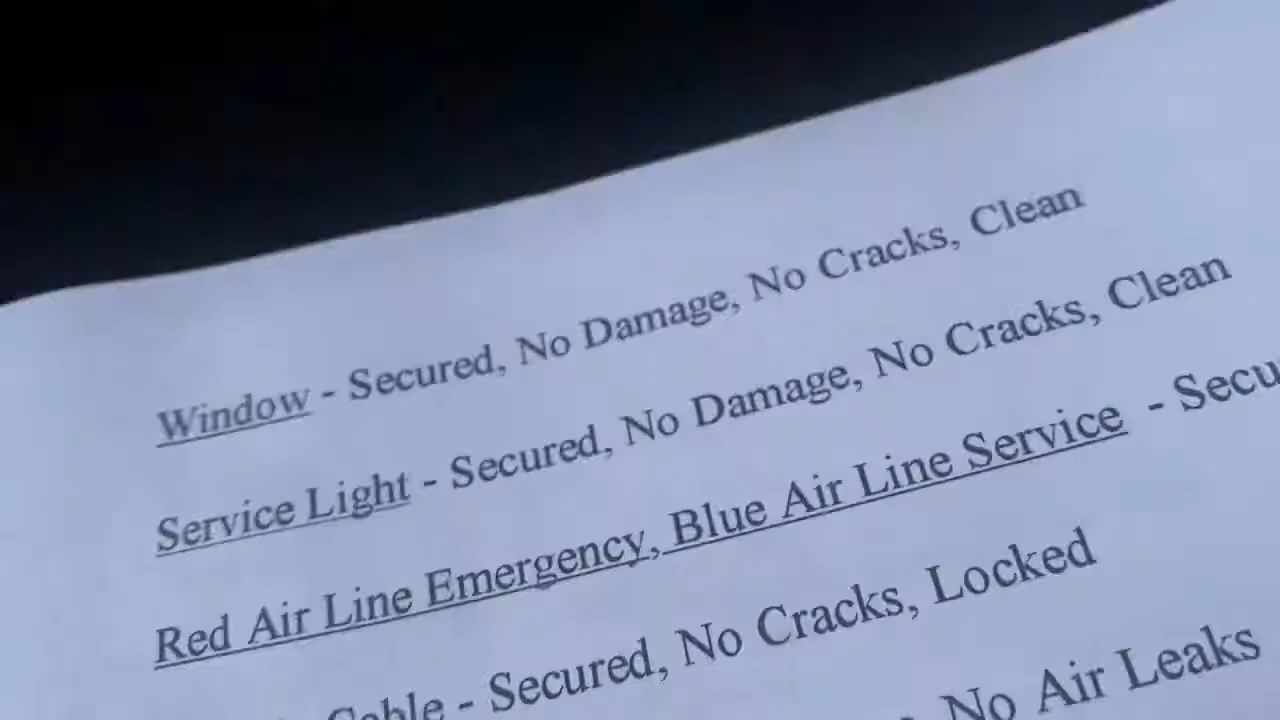 Window - Secured, No Damage, No Cracks, Clean
Service Light - Secured, No Damage, No Cracks, Clean
Red Air Line Emergency, Blue Air Line Service - Secu
Cable - Secured, No Cracks, Locked
No Air Leaks